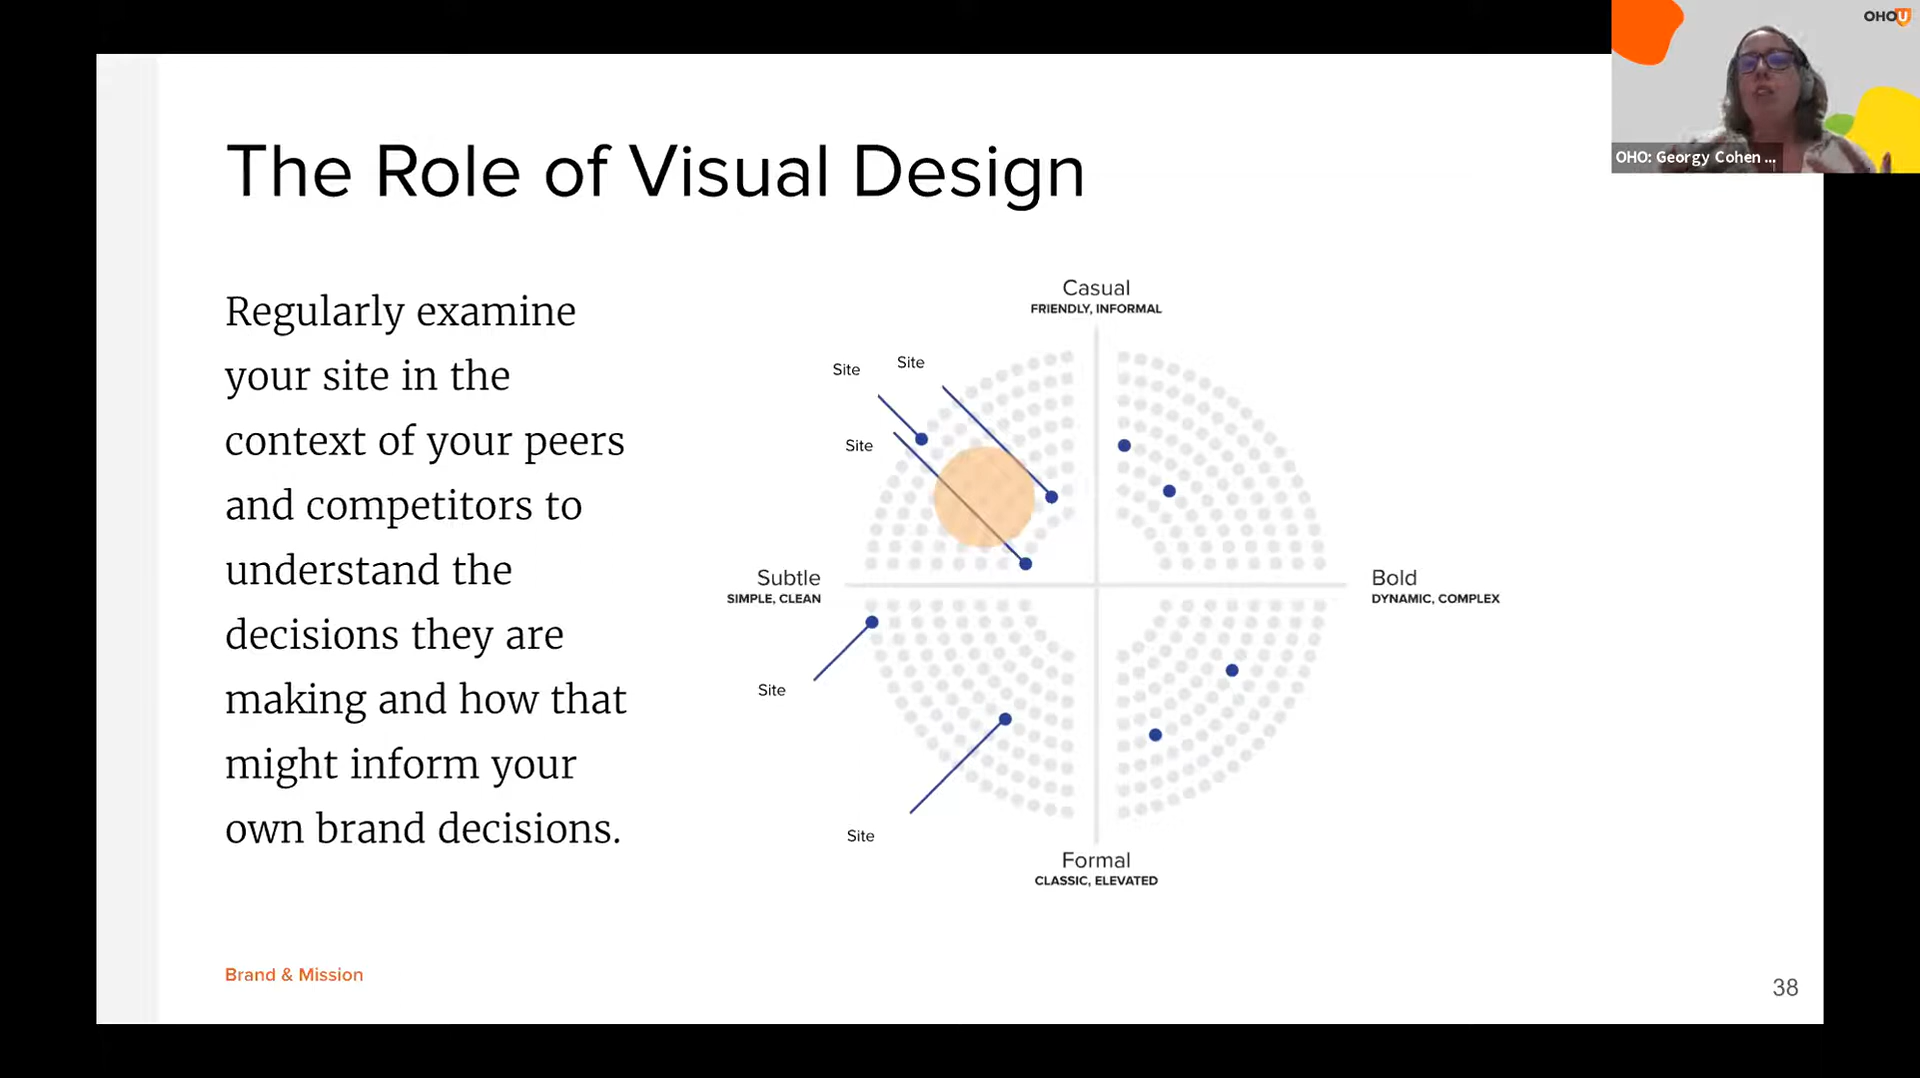 OHO U
OHO: Georgy Cohen ...
The Role of Visual Design
Regularly examine
your site in the
context of your peers
and competitors to
understand the
decisions they are
making and how that
might inform your
own brand decisions.
Casual
FRIENDLY, INFORMAL
Site
Site
Site
Subtle
SIMPLE, CLEAN
Bold
DYNAMIC, COMPLEX
Site
Site
Formal
CLASSIC, ELEVATED
Brand & Mission
38